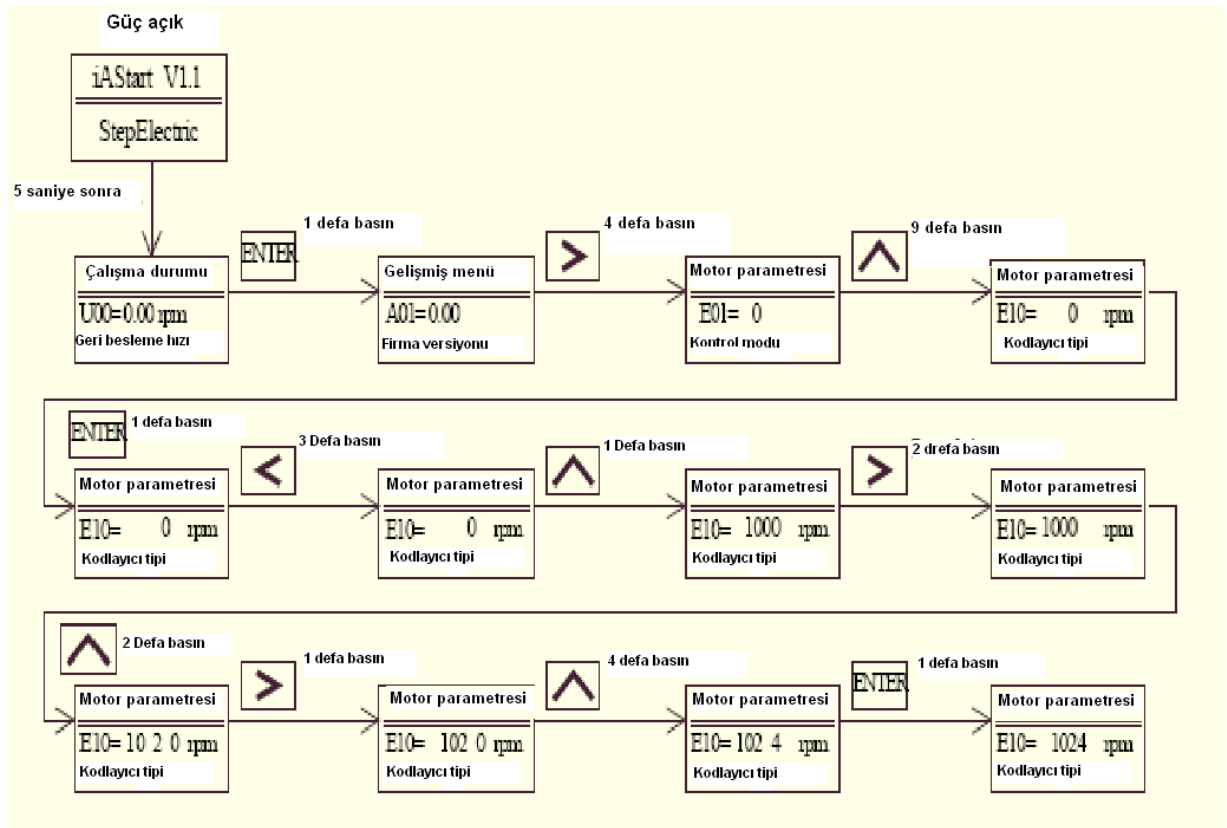 Güç açık
iAStart V1.1
StepElectric
5 saniye sonra
ENTER
1 defa basın
4 defa basın
9 defa basın
Çalışma durumu
U00=0.00 rpm
Geri besleme hızı
Gelişmiş menü
A01=0.00
Firma versiyonu
Motor parametresi
E01= 0
Kontrol modu
Motor parametresi
E10= 0 rpm
Kodlayıcı tipi
ENTER
1 defa basın
3 Defa basın
1 Defa basın
2 drefa basın
Motor parametresi
E10= 0 rpm
Kodlayıcı tipi
Motor parametresi
E10= 0 rpm
Kodlayıcı tipi
Motor parametresi
E10= 1000 rpm
Kodlayıcı tipi
Motor parametresi
E10= 1000 rpm
Kodlayıcı tipi
2 Defa basın
1 defa basın
4 defa basın
ENTER
1 defa basın
Motor parametresi
E10= 10 2 0 rpm
Kodlayıcı tipi
Motor parametresi
E10= 102 0 rpm
Kodlayıcı tipi
Motor parametresi
E10= 102 4 rpm
Kodlayıcı tipi
Motor parametresi
E10= 1024 rpm
Kodlayıcı tipi